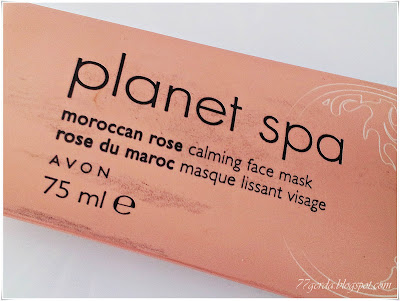 planet spa
moroccan rose calming face mask
rose du maroc masque lissant visage
AVON
75 ml ℮
77gerda.blogspot.com